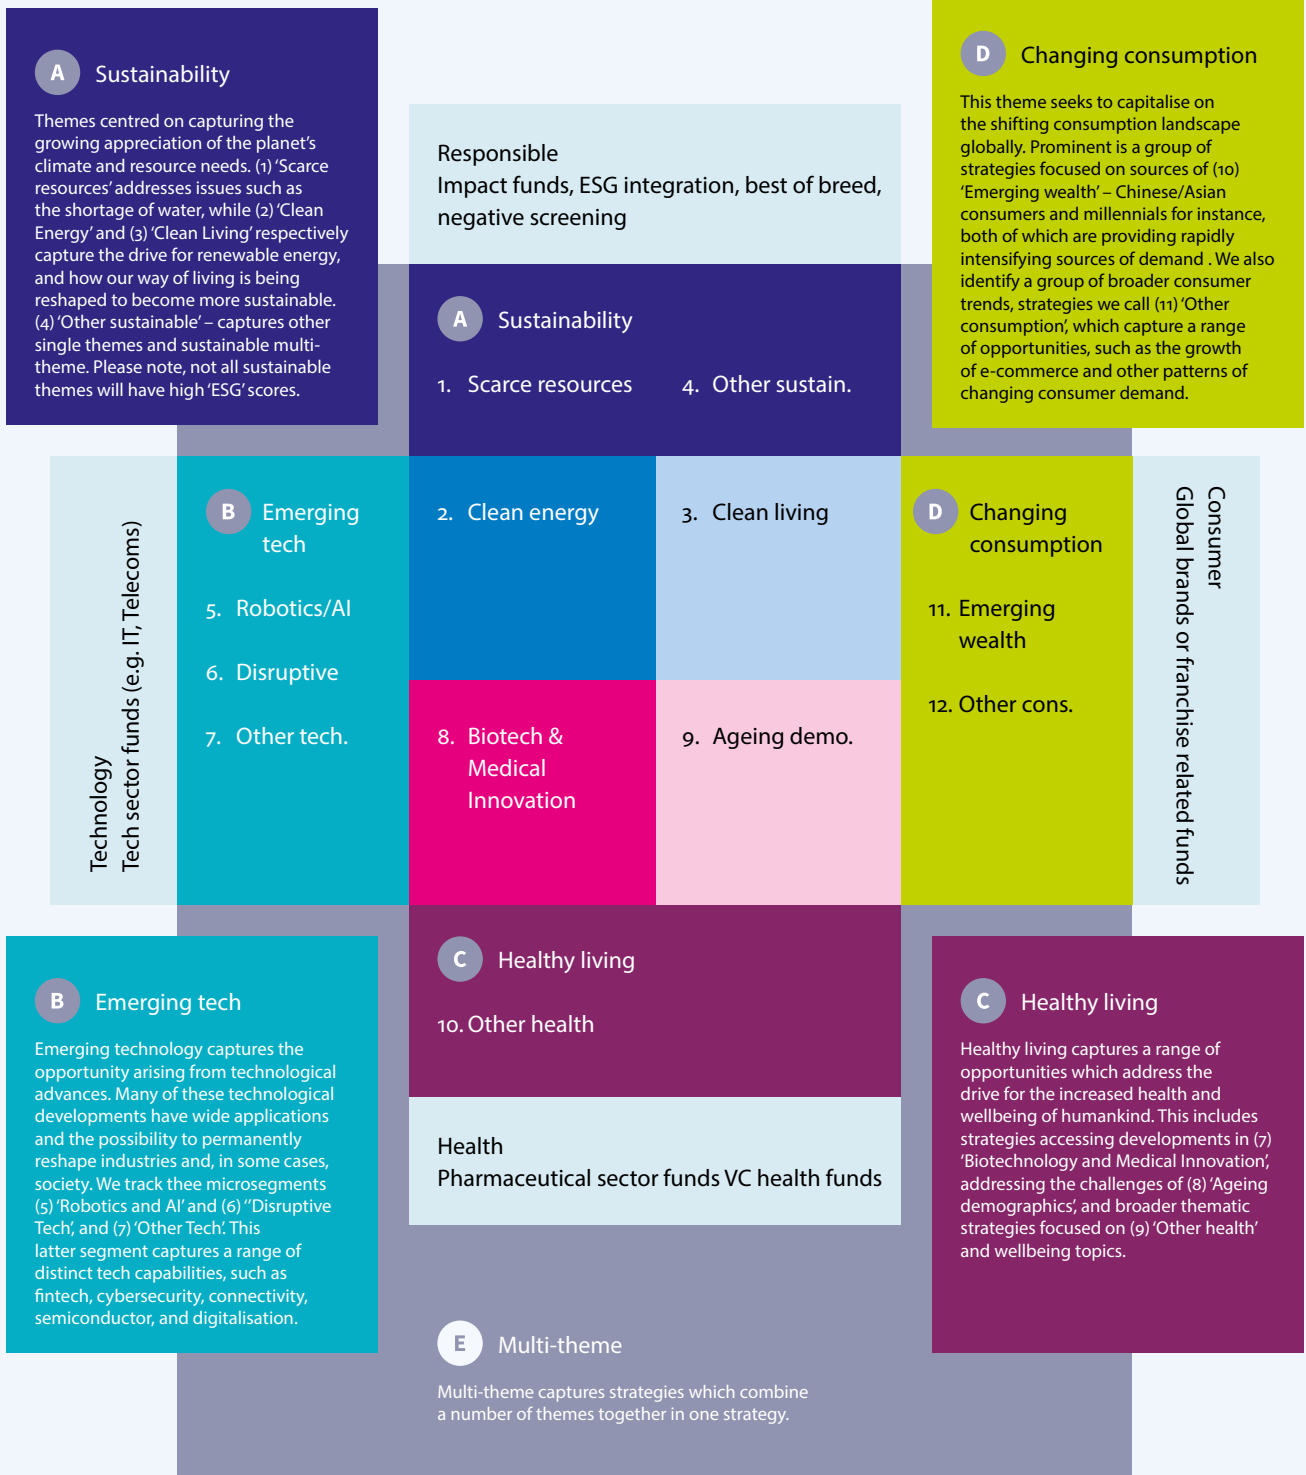 A Sustainability
Themes centred on capturing the
growing appreciation of the planet’s
climate and resource needs. (1) ‘Scarce
resources’ addresses issues such as
the shortage of water, while (2) ‘Clean
Energy’ and (3) ‘Clean Living’ respectively
capture the drive for renewable energy,
and how our way of living is being
reshaped to become more sustainable.
(4) ‘Other sustainable’ – captures other
single themes and sustainable multi-
theme. Please note, not all sustainable
themes will have high ‘ESG’ scores.
Responsible
Impact funds, ESG integration, best of breed,
negative screening
D Changing consumption
This theme seeks to capitalise on
the shifting consumption landscape
globally. Prominent is a group of
strategies focused on sources of (10)
‘Emerging wealth’ – Chinese/Asian
consumers and millennials for instance,
both of which are providing rapidly
intensifying sources of demand . We also
identify a group of broader consumer
trends, strategies we call (11) ‘Other
consumption’, which capture a range
of opportunities, such as the growth
of e-commerce and other patterns of
changing consumer demand.
A Sustainability
1. Scarce resources
4. Other sustain.
Technology
Tech sector funds (e.g. IT, Telecoms)
B Emerging
tech
5. Robotics/AI
6. Disruptive
7. Other tech.
2. Clean energy
3. Clean living
8. Biotech &
Medical
Innovation
9. Ageing demo.
D Changing
consumption
11. Emerging
wealth
12. Other cons.
Consumer
Global brands or franchise related funds
C Healthy living
10. Other health
Health
Pharmaceutical sector funds VC health funds
B Emerging tech
Emerging technology captures the
opportunity arising from technological
advances. Many of these technological
developments have wide applications
and the possibility to permanently
reshape industries and, in some cases,
society. We track thee microsegments
(5) ‘Robotics and AI’ and (6) ‘‘Disruptive
Tech’, and (7) ‘Other Tech’. This
latter segment captures a range of
distinct tech capabilities, such as
fintech, cybersecurity, connectivity,
semiconductor, and digitalisation.
C Healthy living
Healthy living captures a range of
opportunities which address the
drive for the increased health and
wellbeing of humankind. This includes
strategies accessing developments in (7)
‘Biotechnology and Medical Innovation’,
addressing the challenges of (8) ‘Ageing
demographics’, and broader thematic
strategies focused on (9) ‘Other health’
and wellbeing topics.
E Multi-theme
Multi-theme captures strategies which combine
a number of themes together in one strategy.